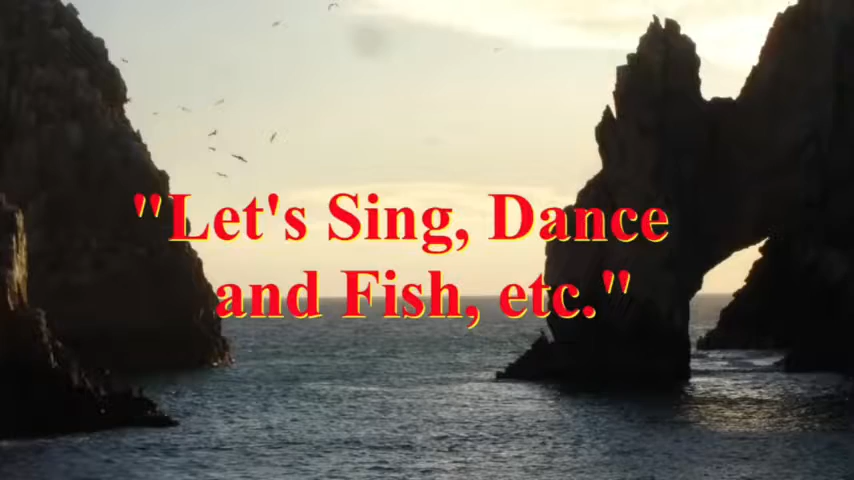 "Let's Sing, Dance
and Fish, etc."